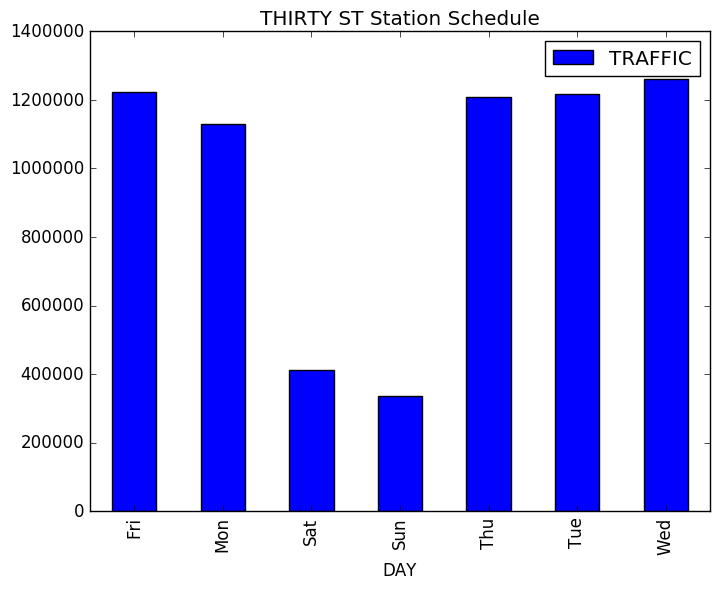 THIRTY ST Station Schedule
TRAFFIC
1400000
1200000
1000000
800000
600000
400000
200000
0
Fri
Mon
Sat
Sun
Thu
Tue
Wed
DAY